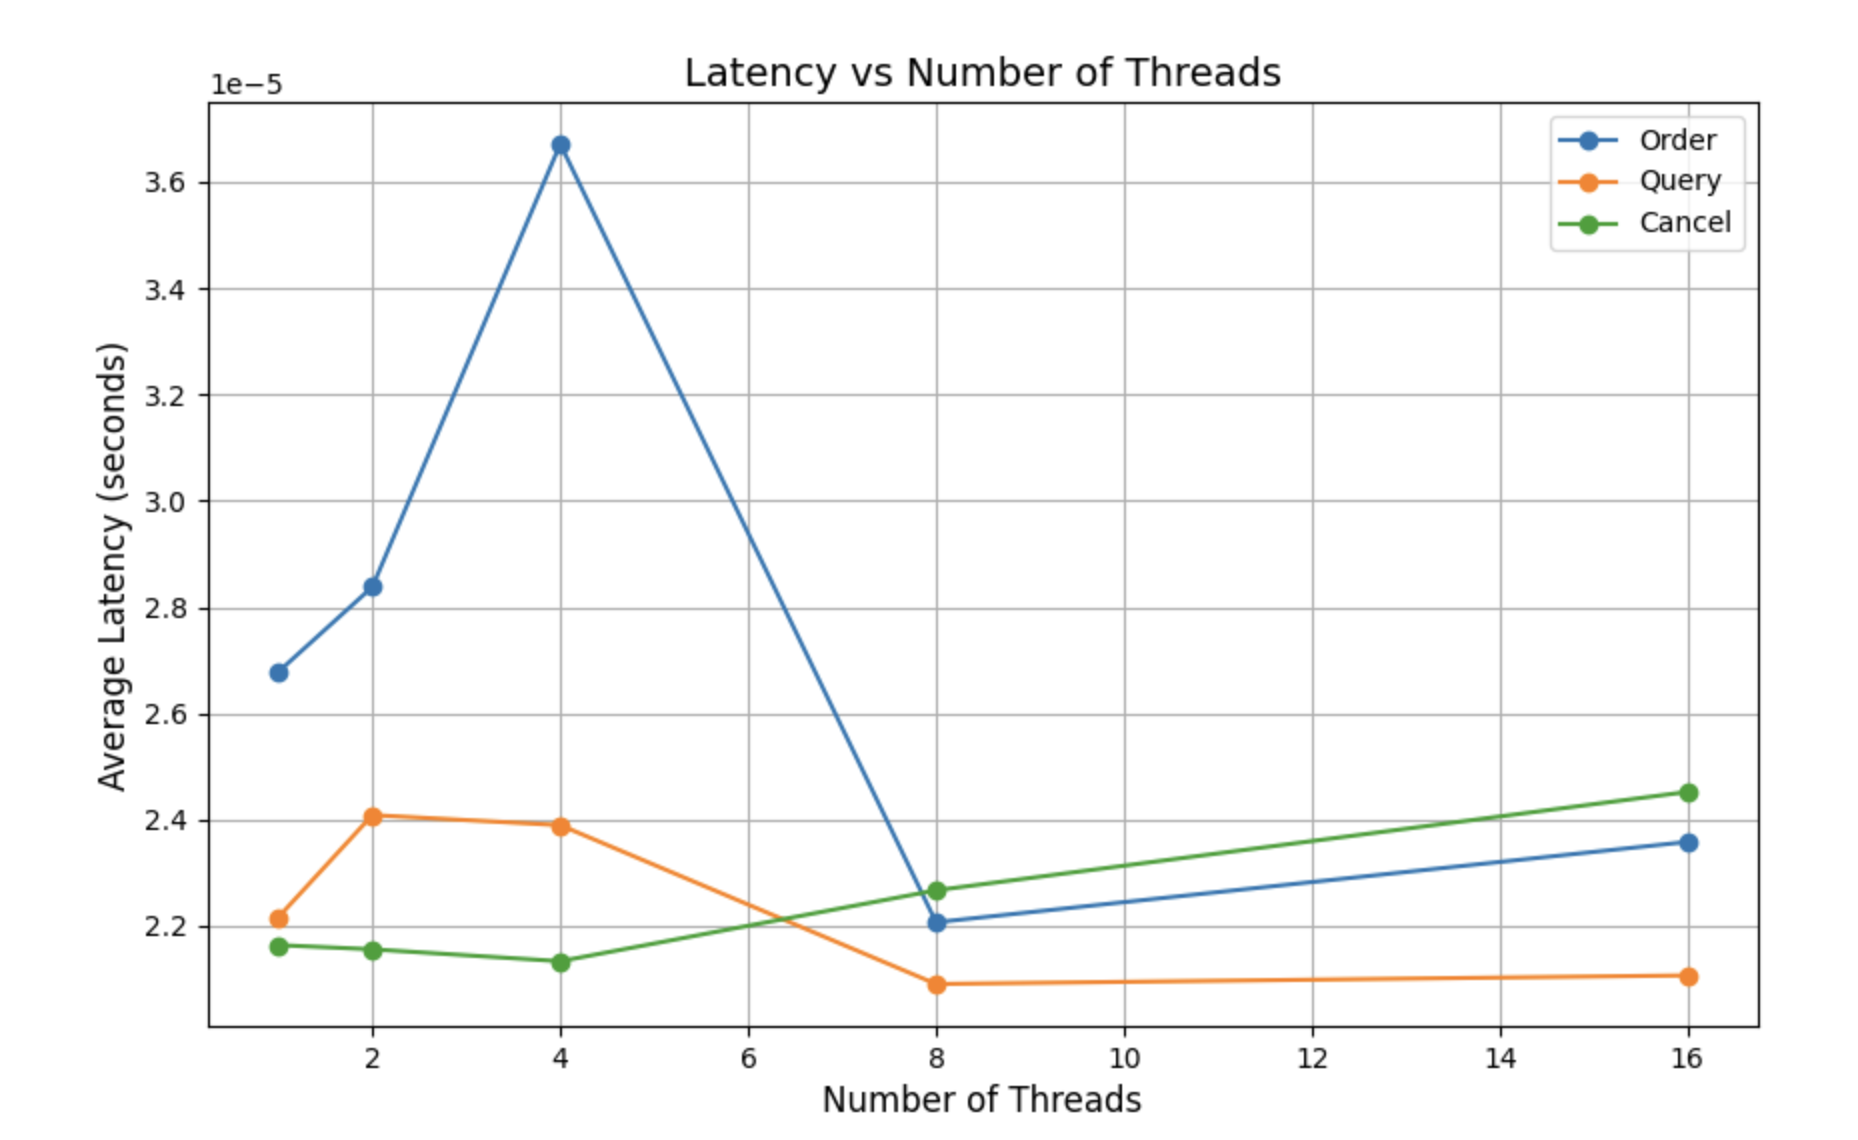 Latency vs Number of Threads
1e−5
Order
Query
Cancel
3.6
3.4
3.2
3.0
2.8
2.6
2.4
2.2
Average Latency (seconds)
2 4 6 8 10 12 14 16
Number of Threads